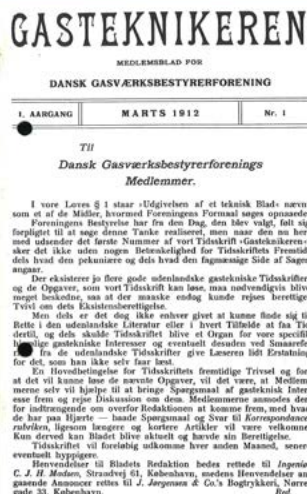 GASTEKNIKEREN
MEDLEMSBLAD FOR
DANSK GASVÆRKSBESTYRERFORENING
1. AARGANG
MARTS 1912
Nr. 1
Til
Dansk Gasværksbestyrerforenings
Medlemmer.
I vore Loves § 1 staar »Udgivelsen af et teknisk Blad« nævnt
som et af de Midler, hvormed Foreningens Formaal søges opnaaede.
Foreningens Bestyrelse har fra den Dag, den blev valgt, følt sig
forpligtet til at søge denne Tanke realiseret, men naar den nu her-
med udsender det første Nummer af vort Tidsskrift »Gasteknikeren«
sker det ikke uden nogen Betænkelighed for Tidsskriftets Fremtid,
dels hvad den pekuniære og dels hvad den fagmæssige Side af Sagen
angaar.
Der eksisterer jo flere gode udenlandske gastekniske Tidsskrifter,
og de Opgaver, som vort Tidsskrift kan løse, maa nødvendigvis blive
meget beskedne, saa at der maaske endog kunde rejses berettiget
Tvivl om dets Eksistensberettigelse.
Men dels er det dog ikke enhver givet at kunne finde sig til
Rette i den udenlandske Literatur eller i hvert Tilfælde at faa Tid
dertil, og dels skulde Tidsskriftet blive et Organ for vore specifikt
hjemlige gastekniske Interesser og eventuelt desuden ved Smaarefe-
fra de udenlandske Tidsskrifter give Læseren lidt Erstatning
for det, som han ikke selv faar læst.
En Hovedbetingelse for Tidsskriftets fremtidige Trivsel og for
at det vil kunne løse de nævnte Opgaver, vil det være, at Medlem-
merne selv vil hjælpe til at bringe Spørgsmaal af gasteknisk Inter-
esse frem og rejse Diskussion om dem. Medlemmerne anmodes der-
for indtrængende om overfor Redaktionen at komme frem, med hvad
de har paa Hjærte — baade Spørgsmaal og Svar til Korrespondance-
rubriken, ligesom længere og kortere Artikler vil være velkomne.
Kun derved kan Bladet blive aktuelt og hævde sin Berettigelse.
Tidsskriftet vil foreløbig udkomme hver anden Maaned, senere
eventuelt hyppigere.
Henvendelser til Bladets Redaktion bedes rettede til Ingeniør
C. J. H. Madsen, Strandvej 61, København, medens Henvendelser an-
gaaende Annoncer rettes til J. Jørgensen & Co.'s Bogtrykkeri, Nørre-
gade 33, København.